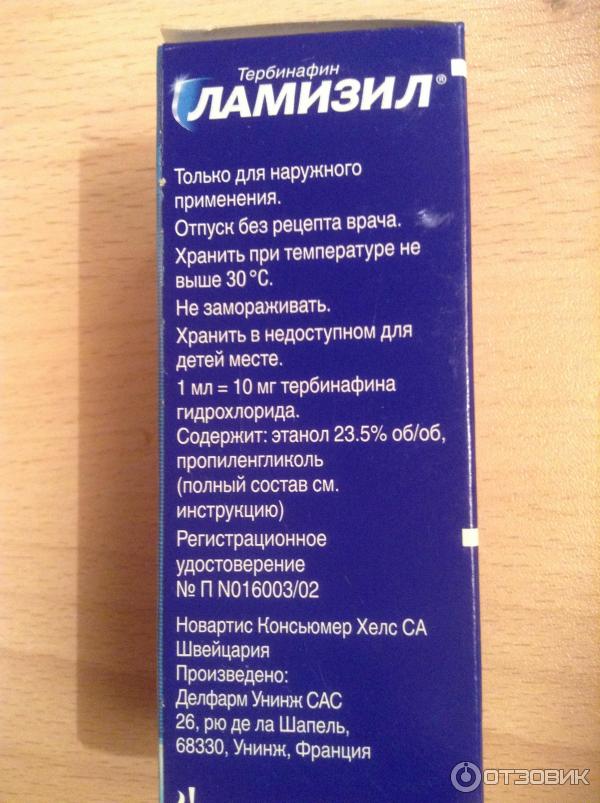 Тербинафин
ЛАМИЗИЛ®
Только для наружного
применения.
Отпуск без рецепта врача.
Хранить при температуре не
выше 30 °С.
Не замораживать.
Хранить в недоступном для
детей месте.
1 мл = 10 мг тербинафина
гидрохлорида.
Содержит: этанол 23.5% об/об,
пропиленгликоль
(полный состав см.
инструкцию)
Регистрационное
удостоверение
№ П N016003/02
Новартис Консьюмер Хелс СА
Швейцария
Произведено:
Делфарм Унинж САС
26, рю де ла Шапель,
68330, Унинж, Франция
ОТЗОВИК